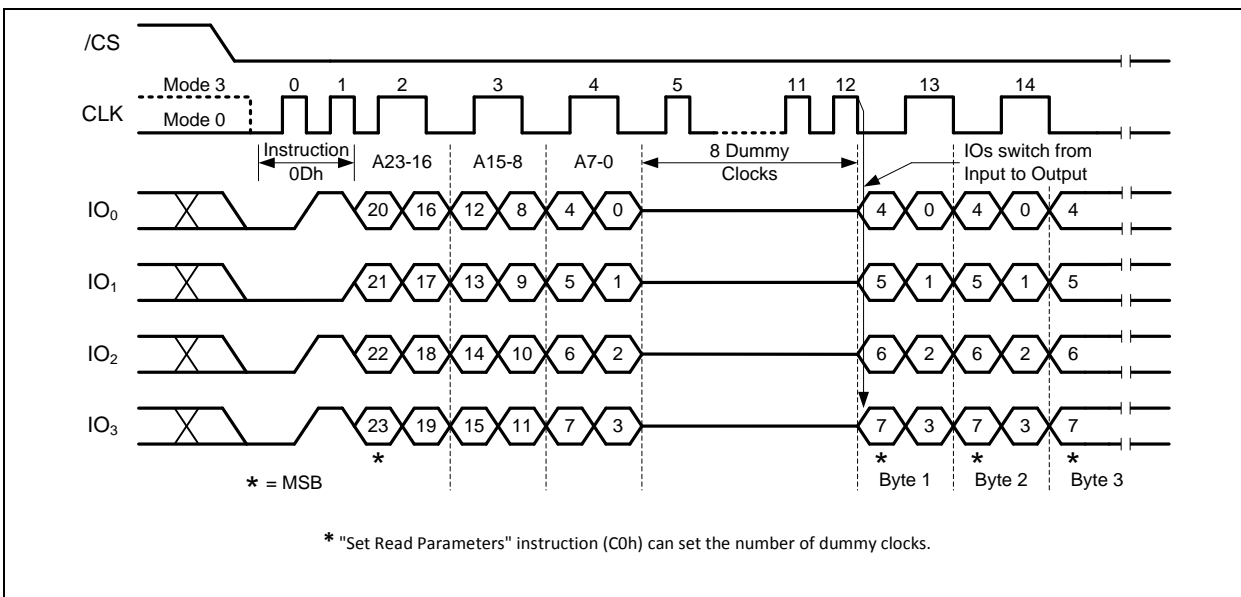 /CS
Mode 3 0 1 2 3 4 5 11 12 13 14
CLK
Mode 0
Instruction
0Dh
A23-16 A15-8 A7-0
8 Dummy
Clocks
IOs switch from
Input to Output
IO₀ 20 16 12 8 4 0 4 0 4 0 4
IO₁ 21 17 13 9 5 1 5 1 5 1 5
IO₂ 22 18 14 10 6 2 6 2 6 2 6
IO₃ 23 19 15 11 7 3 7 3 7 3 7
* * * *
* = MSB Byte 1 Byte 2 Byte 3
* "Set Read Parameters" instruction (C0h) can set the number of dummy clocks.